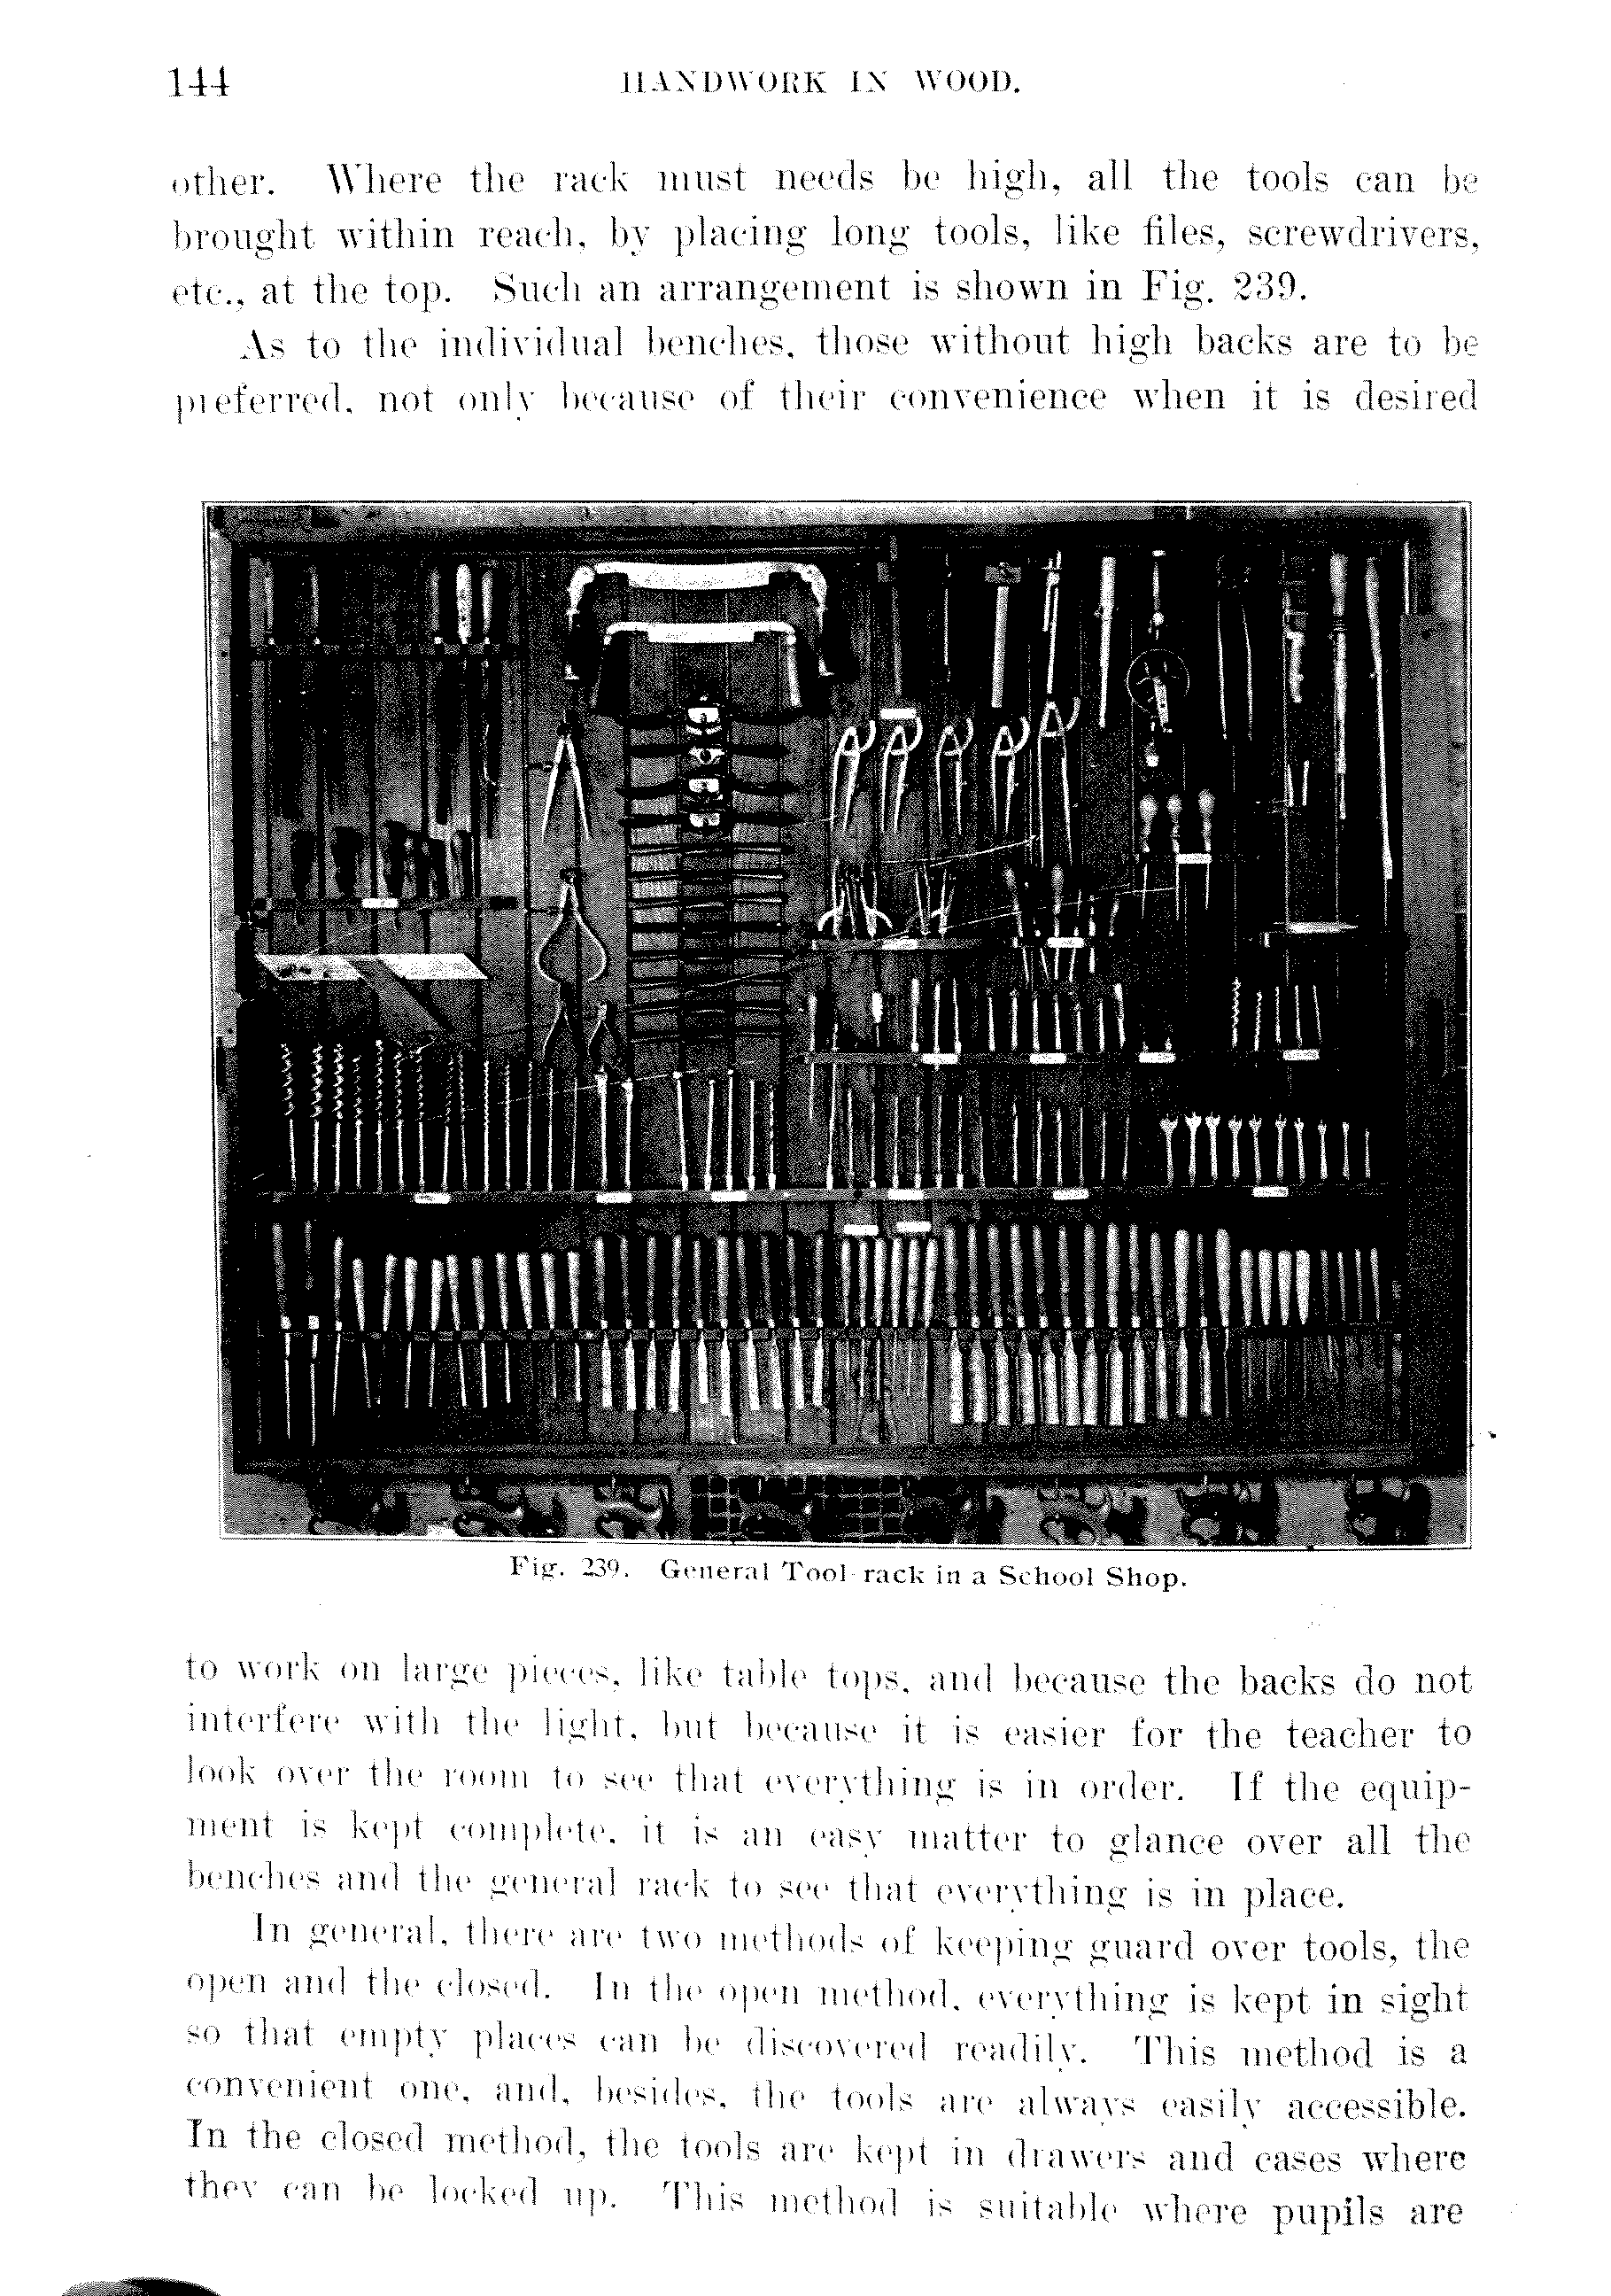 144
HANDWORK IN WOOD.
other. Where the rack must needs be high, all the tools can be
brought within reach, by placing long tools, like files, screwdrivers,
etc., at the top. Such an arrangement is shown in Fig. 239.
As to the individual benches, those without high backs are to be
preferred, not only because of their convenience when it is desired
Fig. 239. General Tool-rack in a School Shop.
to work on large pieces, like table tops, and because the backs do not
interfere with the light, but because it is easier for the teacher to
look over the room to see that everything is in order. If the equip-
ment is kept complete, it is an easy matter to glance over all the
benches and the general rack to see that everything is in place.
In general, there are two methods of keeping guard over tools, the
open and the closed. In the open method, everything is kept in sight
so that empty places can be discovered readily. This method is a
convenient one, and, besides, the tools are always easily accessible.
In the closed method, the tools are kept in drawers and cases where
they can be locked up. This method is suitable where pupils are